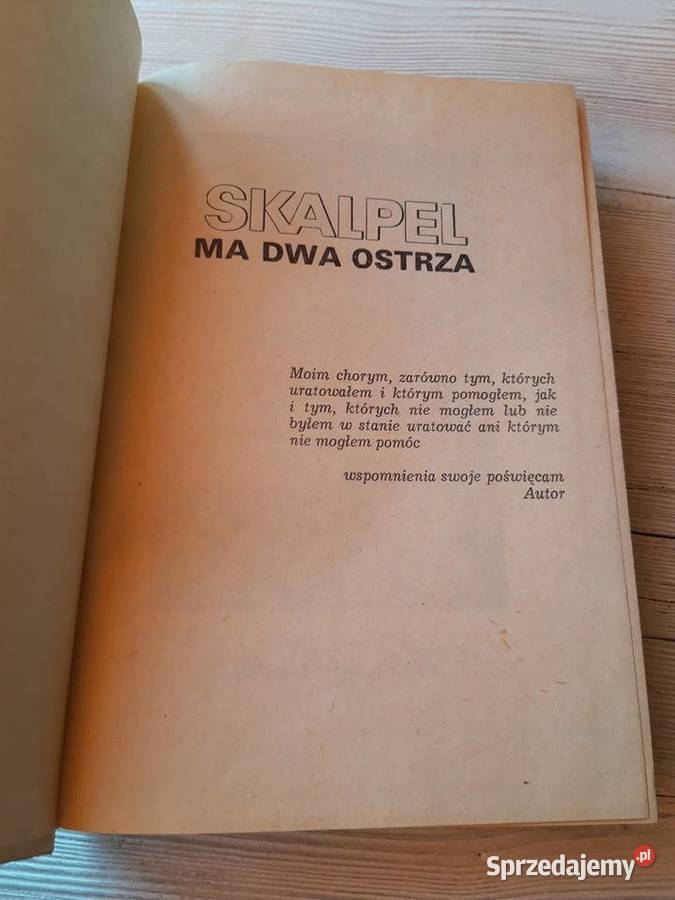 SKALPEL
MA DWA OSTRZA
Moim chorym, zarówno tym, których
uratowałem i którym pomogłem, jak
i tym, których nie mogłem lub nie
byłem w stanie uratować ani którym
nie mogłem pomóc
wspomnienia swoje poświęcam
Autor
Sprzedajemy.pl